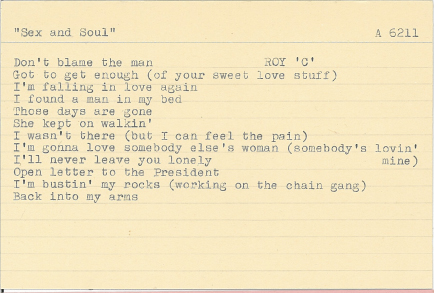 "Sex and Soul" A 6211
Don't blame the man ROY 'C'
Got to get enough (of your sweet love stuff)
I'm falling in love again
I found a man in my bed
Those days are gone
She kept on walkin'
I wasn't there (but I can feel the pain)
I'm gonna love somebody else's woman (somebody's lovin'
I'll never leave you lonely mine)
Open letter to the President
I'm bustin' my rocks (working on the chain gang)
Back into my arms